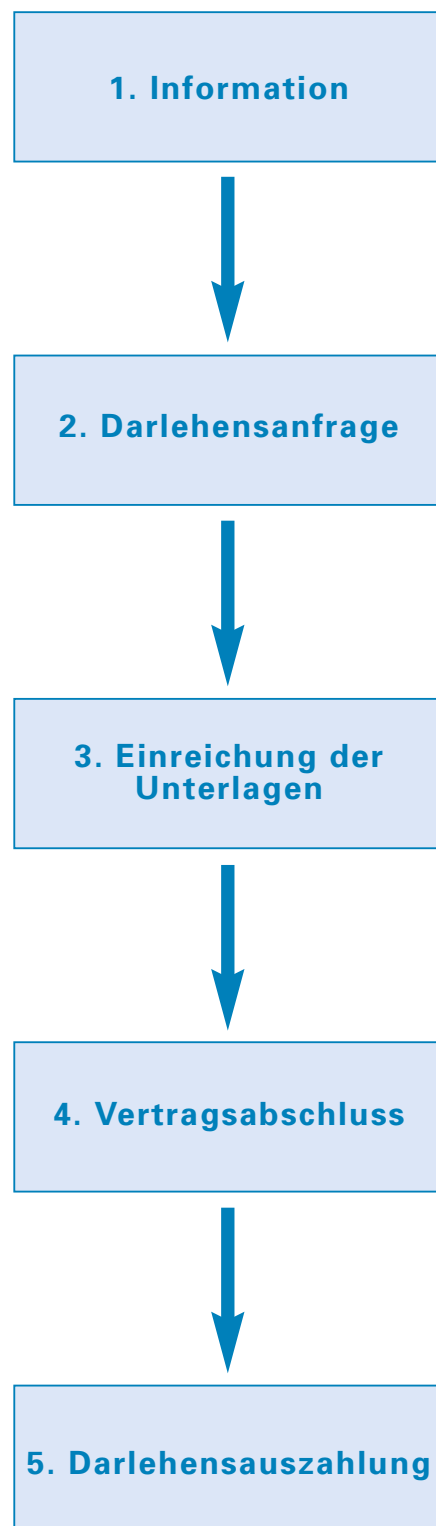 1. Information
2. Darlehensanfrage
3. Einreichung der
Unterlagen
4. Vertragsabschluss
5. Darlehensauszahlung